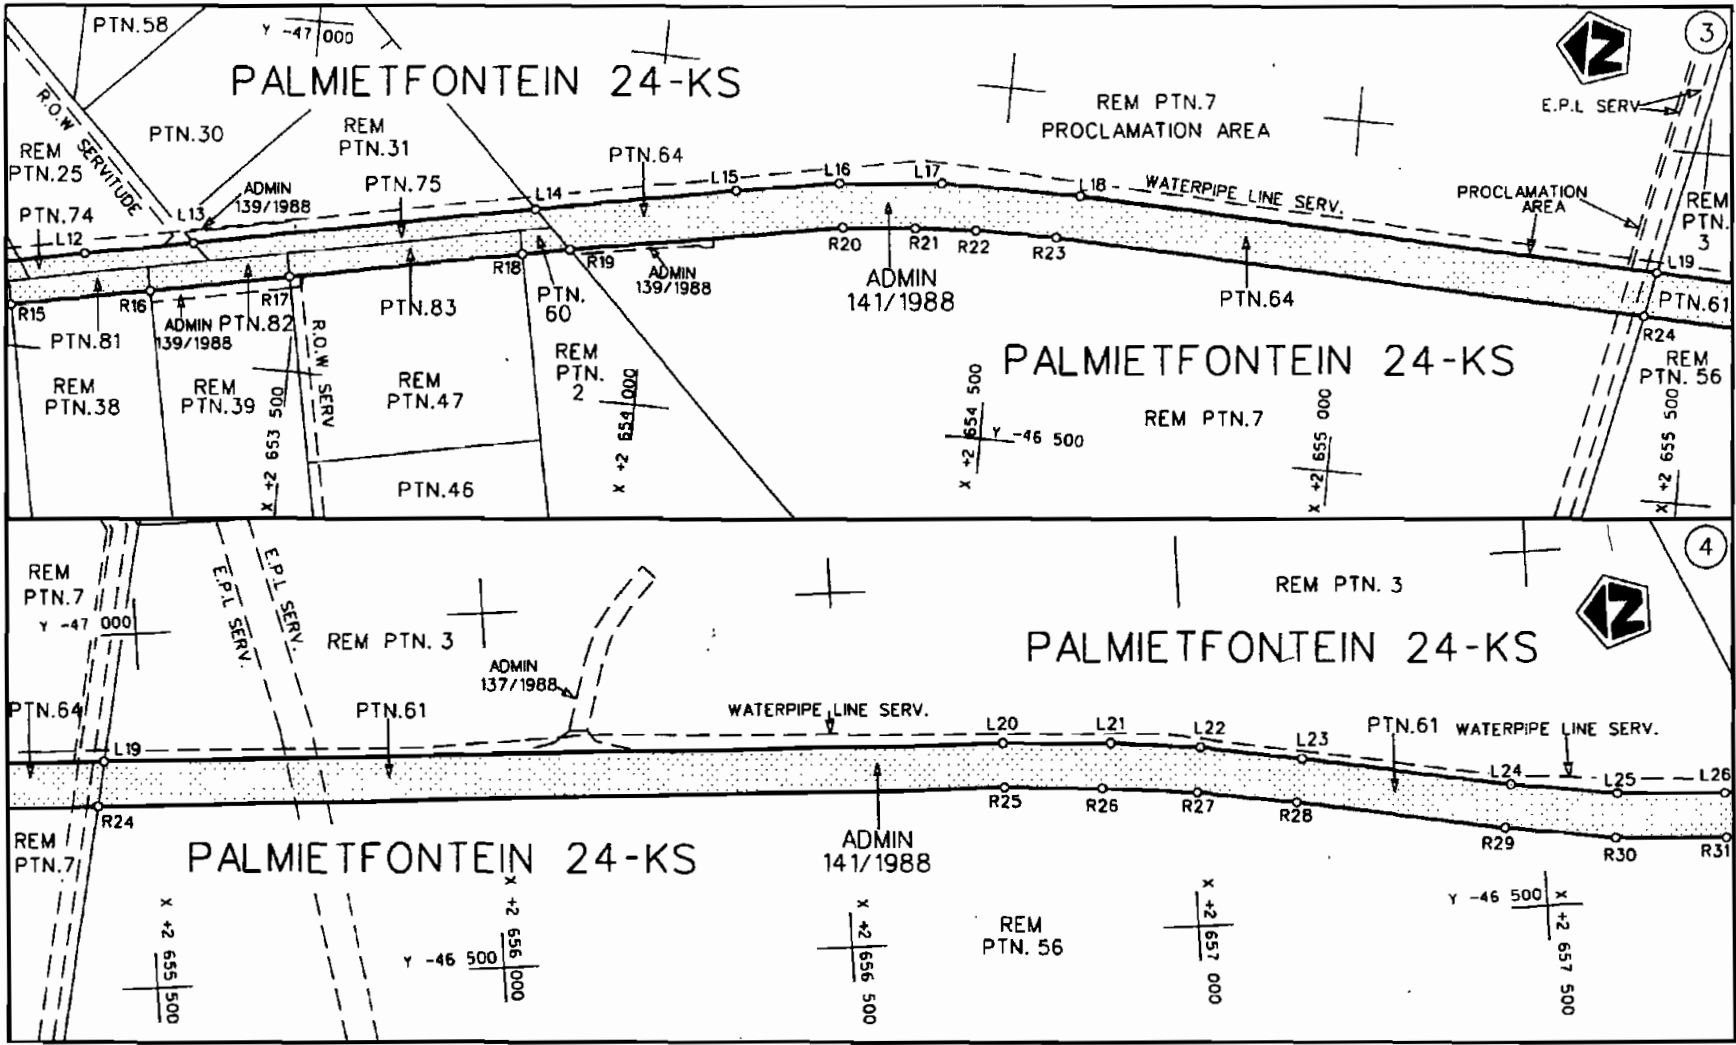 PTN.58
Y -47 000
3
PALMIETFONTEIN 24-KS
N
R.O.W SERVITUDE
PTN.30
REM
PTN.31
REM PTN.7
PROCLAMATION AREA
E.P.L SERV
REM
PTN.25
ADMIN
139/1988
PTN.75
PTN.64
L15
L16
L17
L18
WATERPIPE LINE SERV.
PROCLAMATION
AREA
REM
PTN.
3
PTN.74
L12
L13
L14
L19
R15
R16
R17
R18
R19
R20
R21
R22
R23
R24
PTN.61
PTN.81
ADMIN
139/1988
PTN.82
PTN.83
PTN.
60
ADMIN
139/1988
ADMIN
141/1988
PTN.64
R.O.W SERV
PALMIETFONTEIN 24-KS
REM
PTN.38
REM
PTN.39
REM
PTN.47
REM
PTN.
2
REM PTN.7
REM
PTN. 56
PTN.46
X +2 653 500
X +2 654 000
X +2 654 500
Y -46 500
X +2 655 000
X +2 655 500
4
REM
PTN.7
Y -47 000
E.P.L SERV.
E.P.L SERV.
REM PTN. 3
REM PTN. 3
PALMIETFONTEIN 24-KS
N
ADMIN
137/1988
PTN.64
L19
PTN.61
WATERPIPE LINE SERV.
L20
L21
L22
L23
PTN.61
WATERPIPE LINE SERV.
L24
L25
L26
R24
R25
R26
R27
R28
R29
R30
R31
REM
PTN.7
PALMIETFONTEIN 24-KS
ADMIN
141/1988
REM
PTN. 56
X +2 655 500
Y -46 500
X +2 656 000
X +2 656 500
X +2 657 000
Y -46 500
X +2 657 500